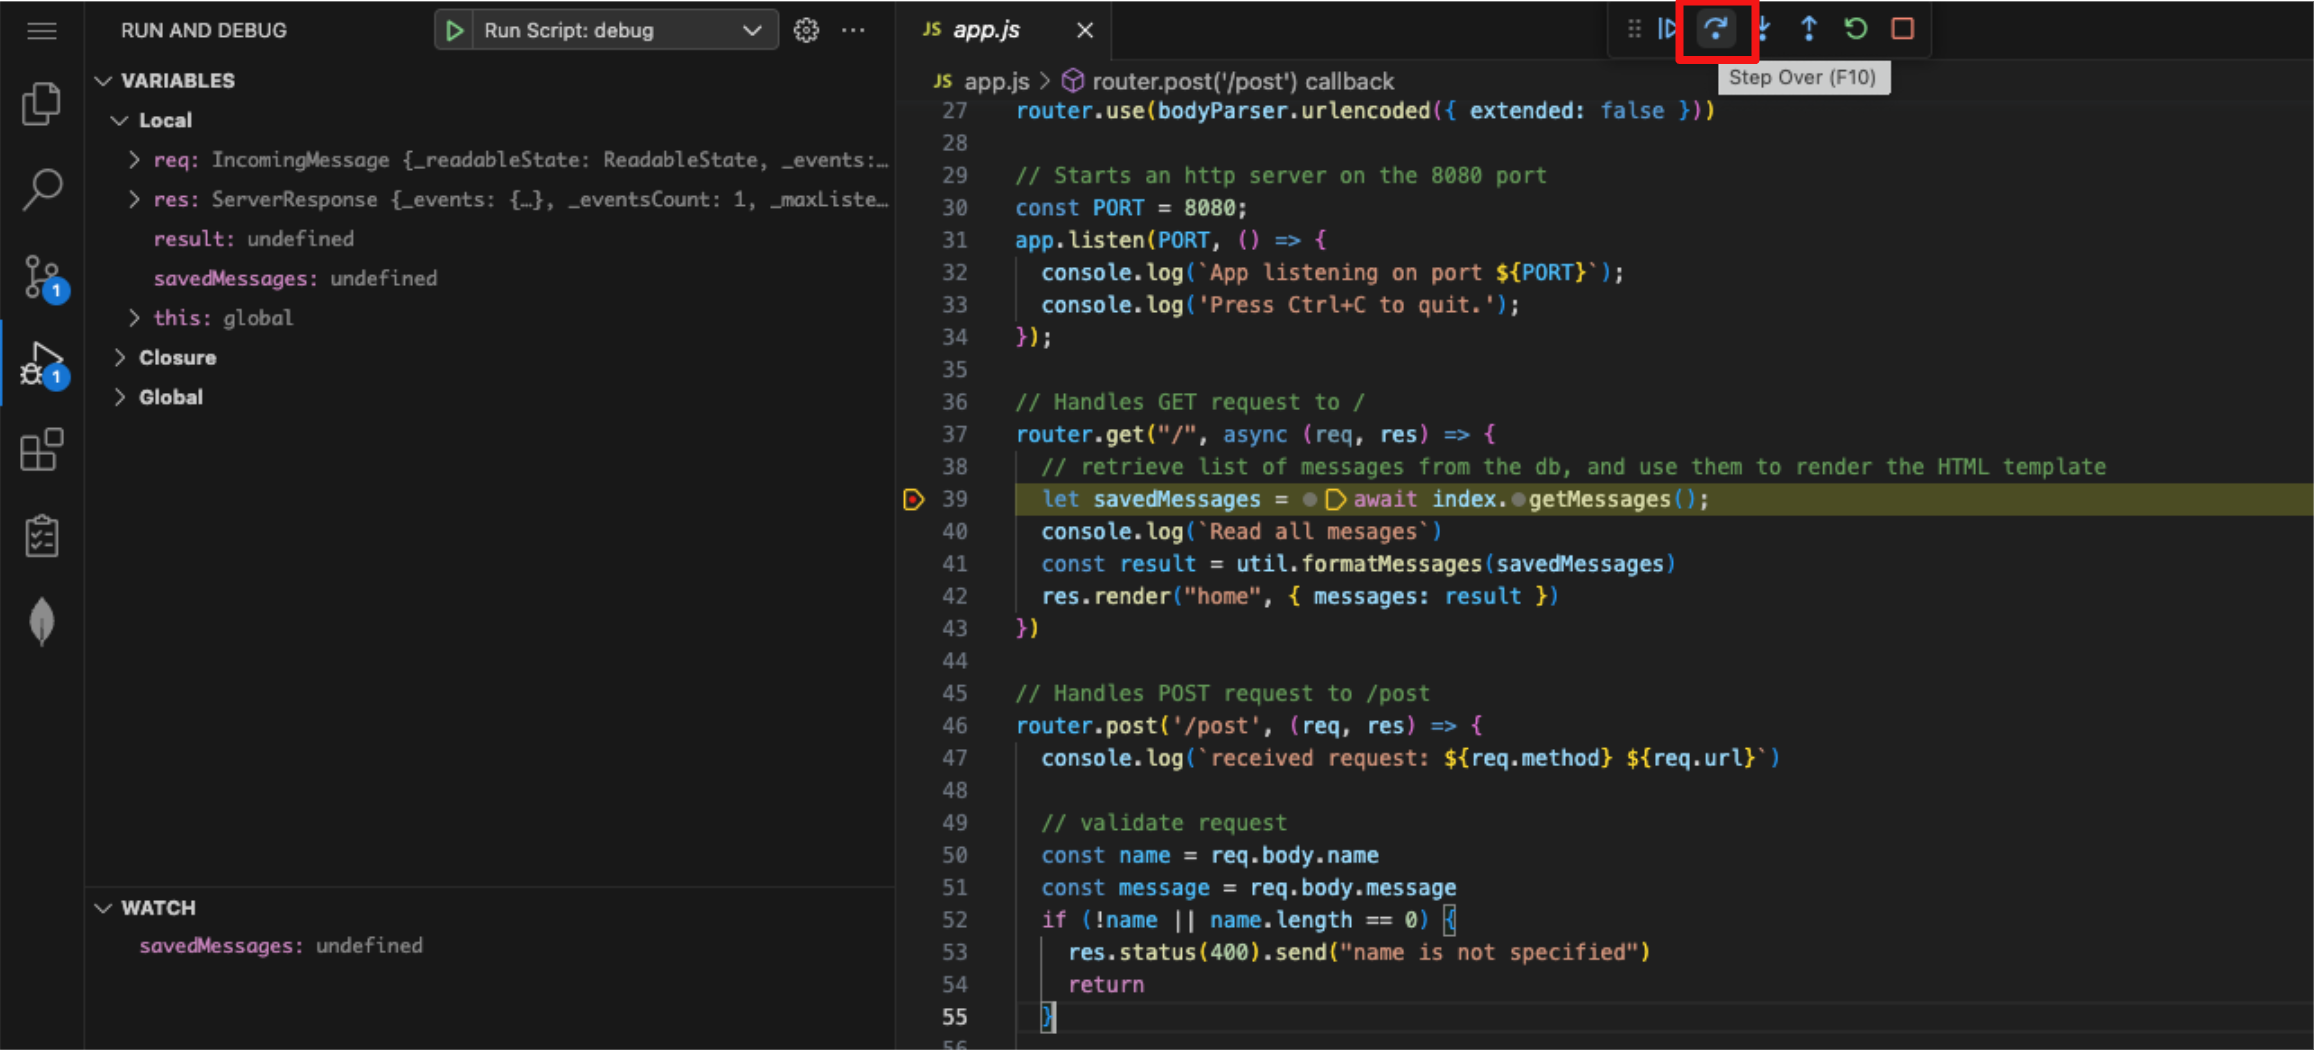 RUN AND DEBUG
Run Script: debug
VARIABLES
Local
req: IncomingMessage {_readableState: ReadableState, _events:…
res: ServerResponse {_events: {…}, _eventsCount: 1, _maxListe…
result: undefined
savedMessages: undefined
this: global
Closure
Global
1
1
WATCH
savedMessages: undefined
JS app.js
Step Over (F10)
JS app.js > router.post('/post') callback
27 router.use(bodyParser.urlencoded({ extended: false }))
28
29 // Starts an http server on the 8080 port
30 const PORT = 8080;
31 app.listen(PORT, () => {
32 console.log(`App listening on port ${PORT}`);
33 console.log('Press Ctrl+C to quit.');
34 });
35
36 // Handles GET request to /
37 router.get("/", async (req, res) => {
38 // retrieve list of messages from the db, and use them to render the HTML template
39 let savedMessages = await index.getMessages();
40 console.log(`Read all mesages`)
41 const result = util.formatMessages(savedMessages)
42 res.render("home", { messages: result })
43 })
44
45 // Handles POST request to /post
46 router.post('/post', (req, res) => {
47 console.log(`received request: ${req.method} ${req.url}`)
48
49 // validate request
50 const name = req.body.name
51 const message = req.body.message
52 if (!name || name.length == 0) {
53 res.status(400).send("name is not specified")
54 return
55 }
56